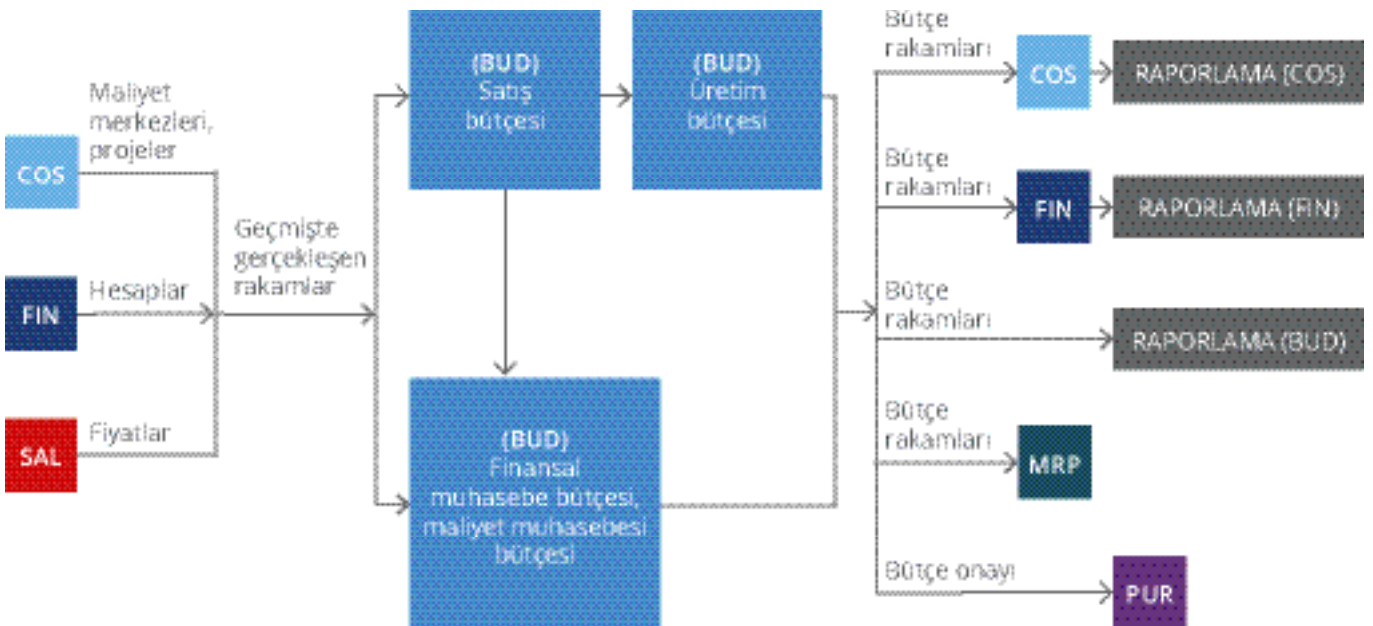 COS
Maliyet
merkezleri,
projeler
FIN
Hesaplar
SAL
Fiyatlar
Geçmişte
gerçekleşen
rakamlar
(BUD)
Satış
bütçesi
(BUD)
Üretim
bütçesi
(BUD)
Finansal
muhasebe bütçesi,
maliyet muhasebesi
bütçesi
Bütçe
rakamları
COS
RAPORLAMA (COS)
Bütçe
rakamları
FIN
RAPORLAMA (FIN)
Bütçe
rakamları
RAPORLAMA (BUD)
Bütçe
rakamları
MRP
Bütçe onayı
PUR